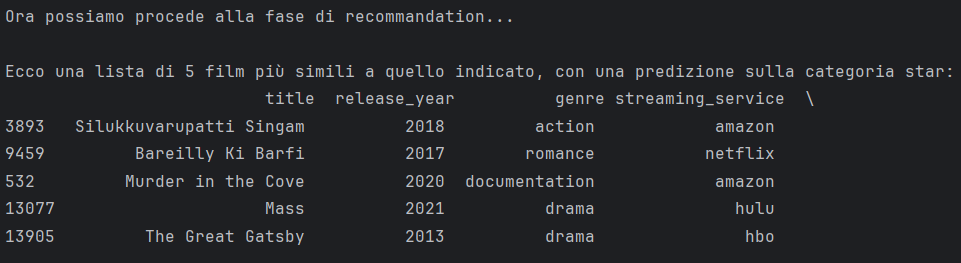 Ora possiamo procede alla fase di recommandation...
Ecco una lista di 5 film più simili a quello indicato, con una predizione sulla categoria star:
title release_year genre streaming_service \
3893 Silukkuvarupatti Singam 2018 action amazon
9459 Bareilly Ki Barfi 2017 romance netflix
532 Murder in the Cove 2020 documentation amazon
13077 Mass 2021 drama hulu
13905 The Great Gatsby 2013 drama hbo